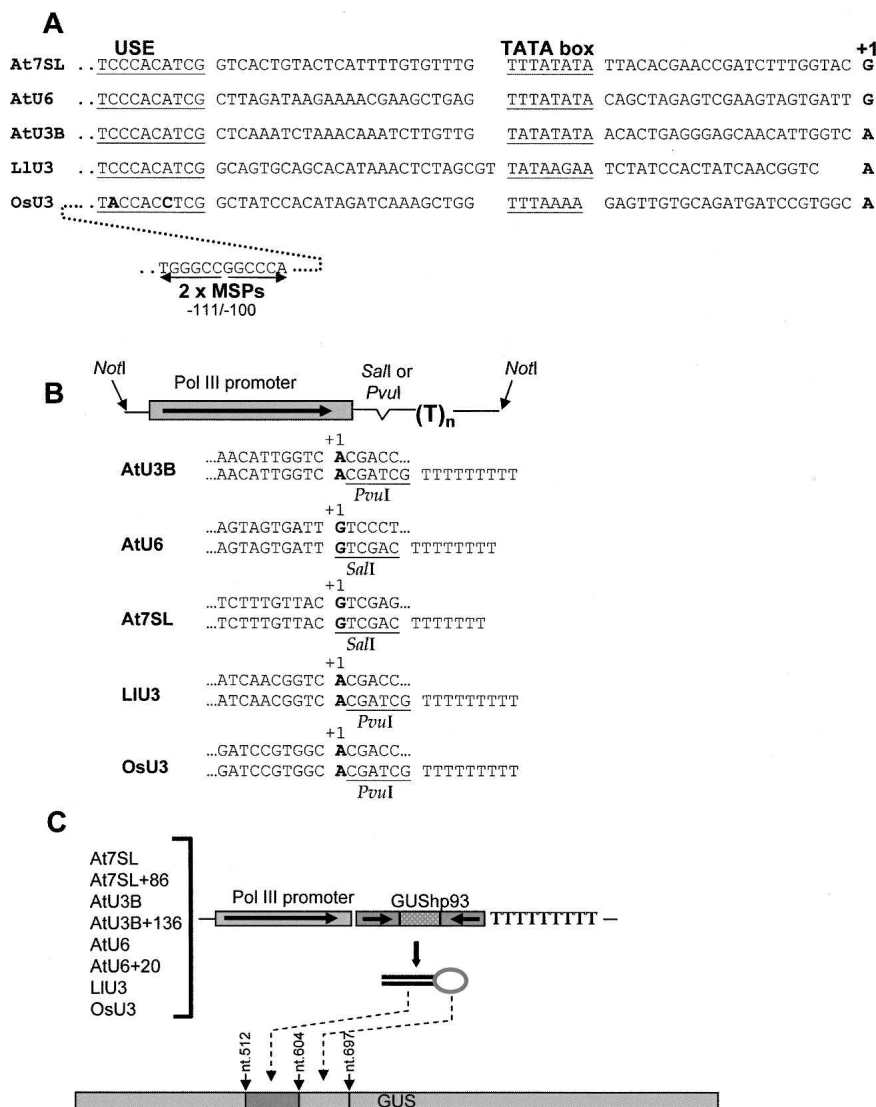 A
USE TATA box +1
At7SL ..TCCCACATCG GTCACTGTACTCATTTTGTGTTTG TTTATATA TTACACGAACCGATCTTTGGTAC G
AtU6 ..TCCCACATCG CTTAGATAAGAAAACGAAGCTGAG TTTATATA CAGCTAGAGTCGAAGTAGTGATT G
AtU3B ..TCCCACATCG CTCAAATCTAAACAAATCTTGTTG TATATATA ACACTGAGGGAGCAACATTGGTC A
LlU3 ..TCCCACATCG GCAGTGCAGCACATAAACTCTAGCGT TATAAGAA TCTATCCACTATCAACGGTC A
OsU3 ..TACCACCTCG GCTATCCACATAGATCAAAGCTGG TTTAAAA GAGTTGTGCAGATGATCCGTGGC A
..TGGGCCGGCCCA
2 x MSPs
-111/-100
B
NotI Pol III promoter SalI or PvuI (T)n NotI
+1
...AACATTGGTC ACGACC...
AtU3B
...AACATTGGTC ACGATCG TTTTTTTTTT
PvuI
+1
...AGTAGTGATT GTCCCT...
AtU6
...AGTAGTGATT GTCGAC TTTTTTTT
SalI
+1
...TCTTTGTTAC GTCGAG...
At7SL
...TCTTTGTTAC GTCGAC TTTTTTT
SalI
+1
...ATCAACGGTC ACGACC...
LlU3
...ATCAACGGTC ACGATCG TTTTTTTTTT
PvuI
+1
...GATCCGTGGC ACGACC...
OsU3
...GATCCGTGGC ACGATCG TTTTTTTTTT
PvuI
C
At7SL
At7SL+86
AtU3B
AtU3B+136
AtU6
AtU6+20
LlU3
OsU3
Pol III promoter GUShp93 TTTTTTTTT
nt.512 nt.604 nt.697
GUS